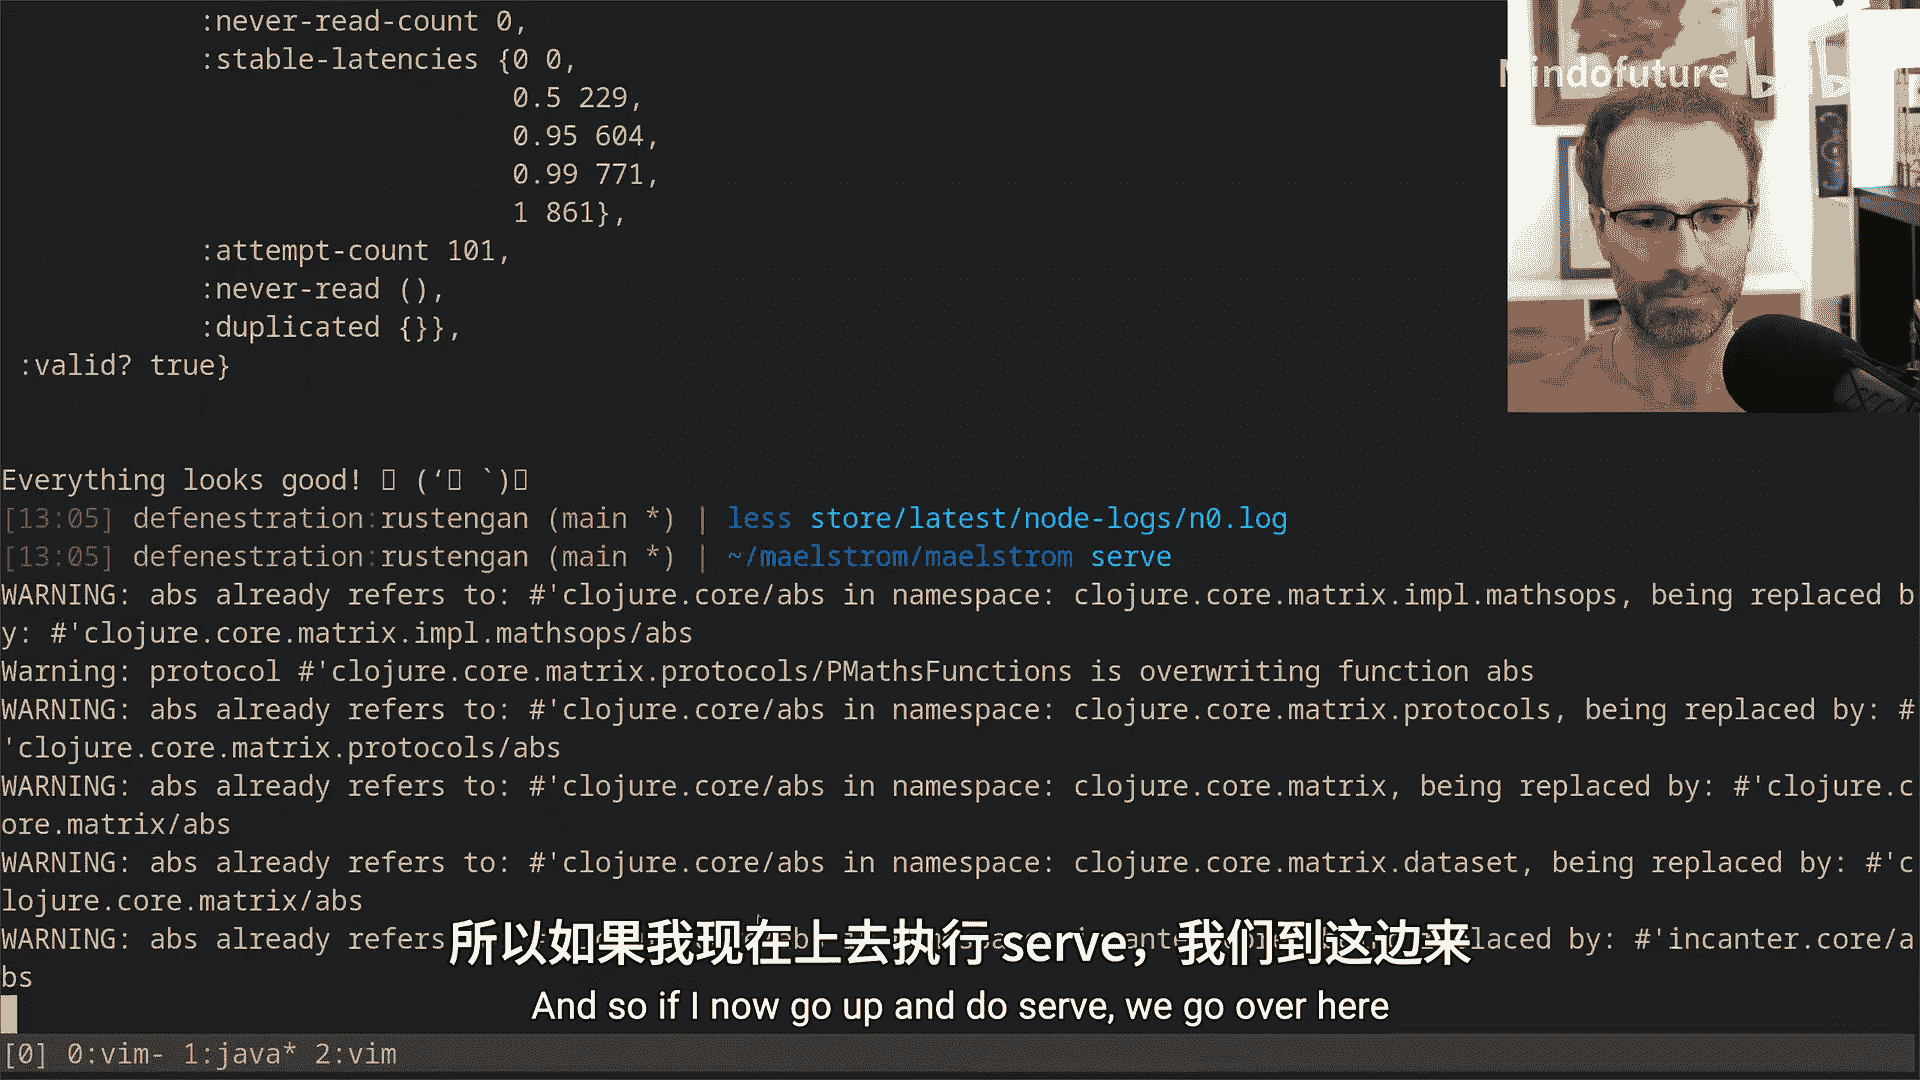 :never-read-count 0,
:stable-latencies {0 0,
0.5 229,
0.95 604,
0.99 771,
1 861},
:attempt-count 101,
:never-read (),
:duplicated {}},
:valid? true}
Mindofuture
Everything looks good! (‘ `)
[13:05] defenestration:rustengan (main *) | less store/latest/node-logs/n0.log
[13:05] defenestration:rustengan (main *) | ~/maelstrom/maelstrom serve
WARNING: abs already refers to: #'clojure.core/abs in namespace: clojure.core.matrix.impl.mathsops, being replaced b
y: #'clojure.core.matrix.impl.mathsops/abs
Warning: protocol #'clojure.core.matrix.protocols/PMathsFunctions is overwriting function abs
WARNING: abs already refers to: #'clojure.core/abs in namespace: clojure.core.matrix.protocols, being replaced by: #
'clojure.core.matrix.protocols/abs
WARNING: abs already refers to: #'clojure.core/abs in namespace: clojure.core.matrix, being replaced by: #'clojure.c
ore.matrix/abs
WARNING: abs already refers to: #'clojure.core/abs in namespace: clojure.core.matrix.dataset, being replaced by: #'c
lojure.core.matrix/abs
WARNING: abs already refers by: #'incanter.core/a
bs
所以如果我现在上去执行 serve，我们到这边来
And so if I now go up and do serve, we go over here
[0] 0:vim- 1:java* 2:vim